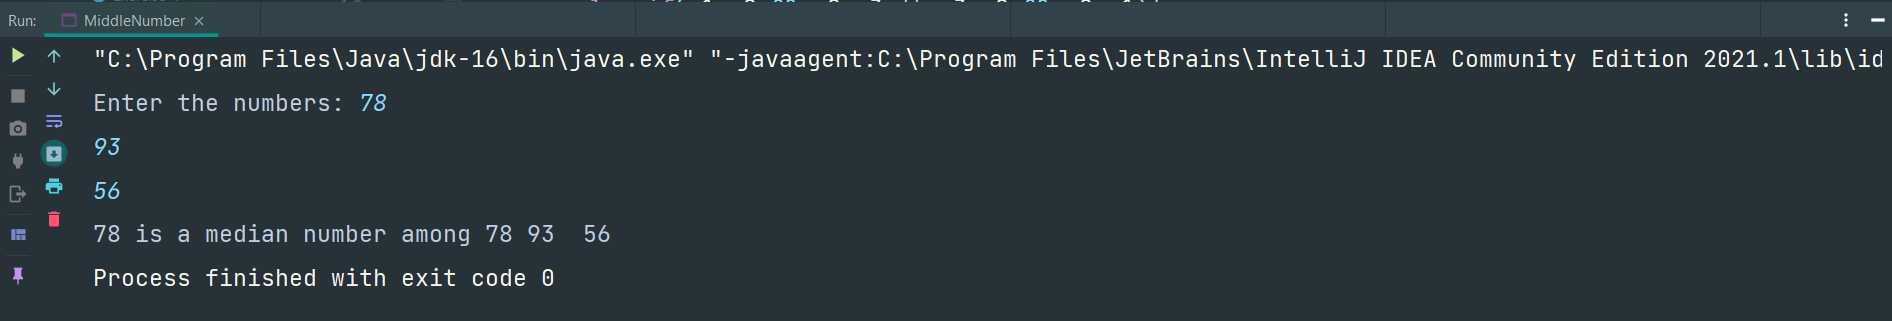 Run: MiddleNumber ×
"C:\Program Files\Java\jdk-16\bin\java.exe" "-javaagent:C:\Program Files\JetBrains\IntelliJ IDEA Community Edition 2021.1\lib\id
Enter the numbers: 78
93
56
78 is a median number among 78 93  56
Process finished with exit code 0